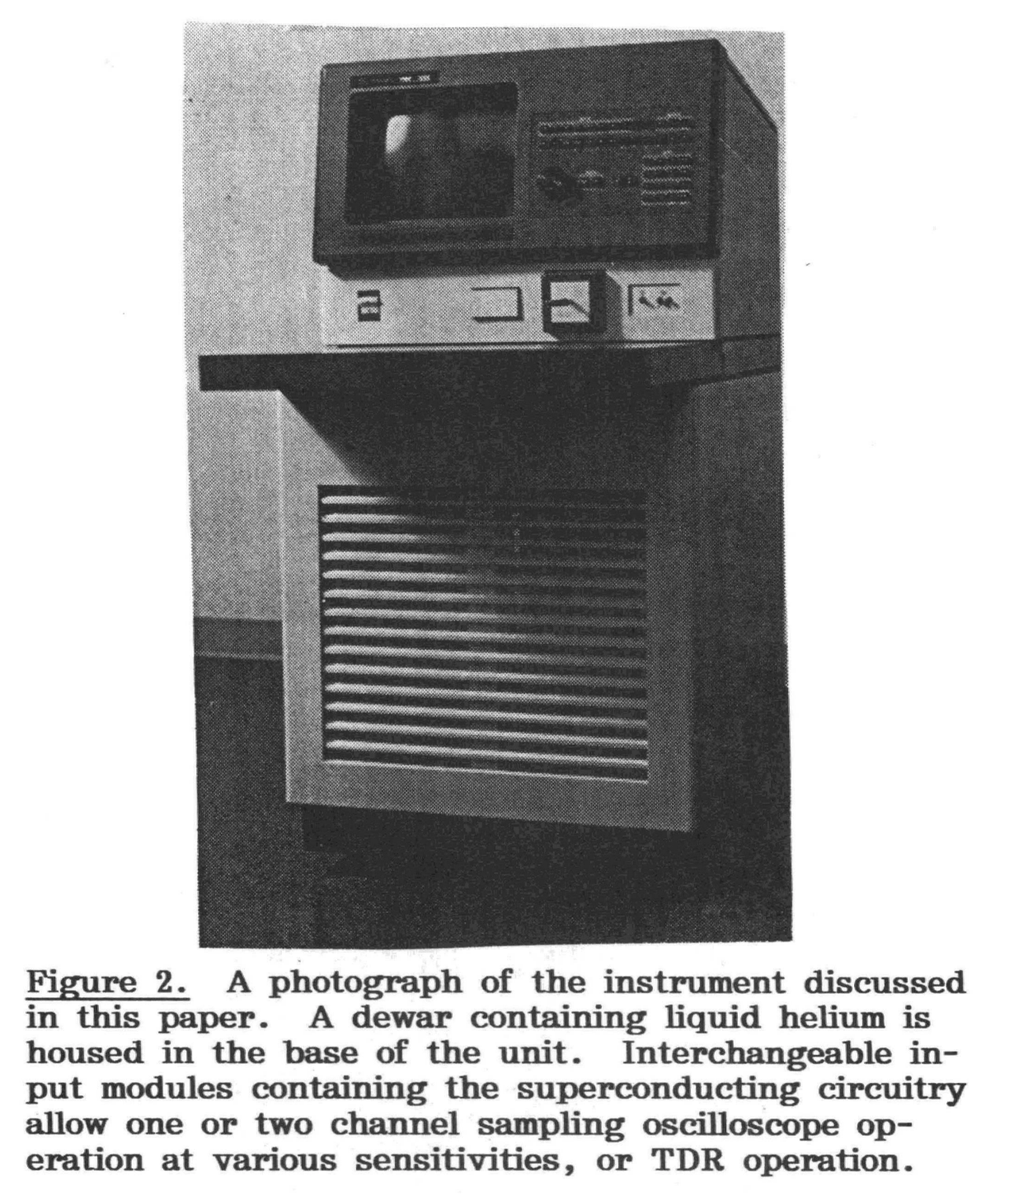 Figure 2. A photograph of the instrument discussed
in this paper. A dewar containing liquid helium is
housed in the base of the unit. Interchangeable in-
put modules containing the superconducting circuitry
allow one or two channel sampling oscilloscope op-
eration at various sensitivities, or TDR operation.